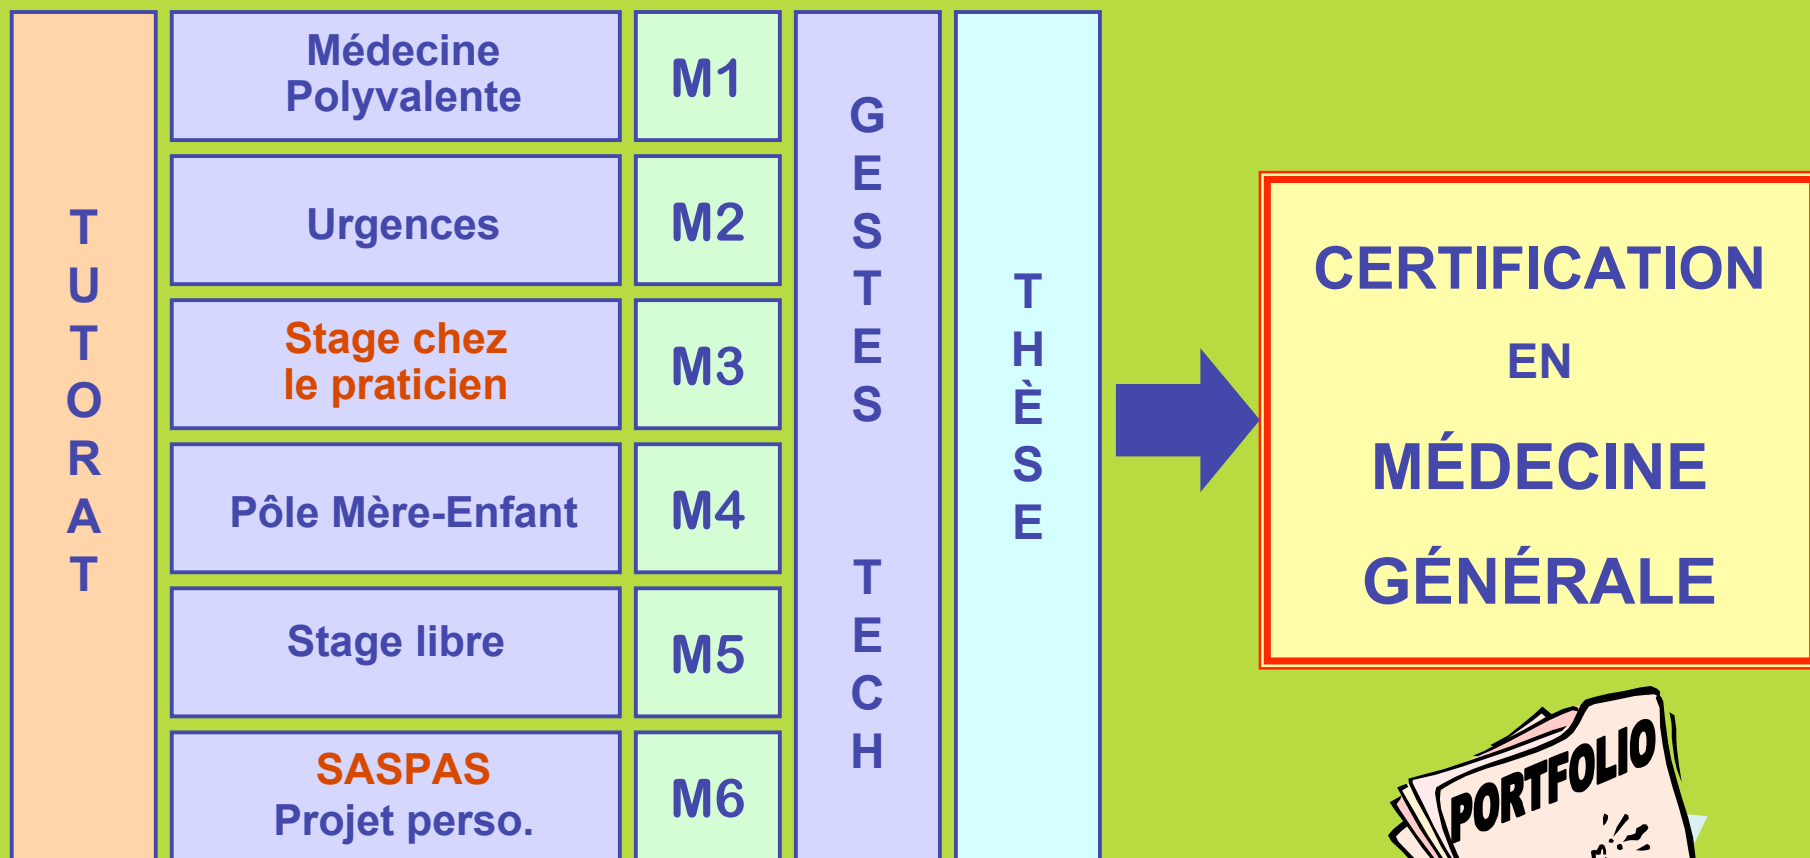 TUTORAT
Médecine
Polyvalente
M1
Urgences
M2
Stage chez
le praticien
M3
Pôle Mère-Enfant
M4
Stage libre
M5
SASPAS
Projet perso.
M6
GESTES TECH
THÈSE
CERTIFICATION
EN
MÉDECINE
GÉNÉRALE
PORTFOLIO